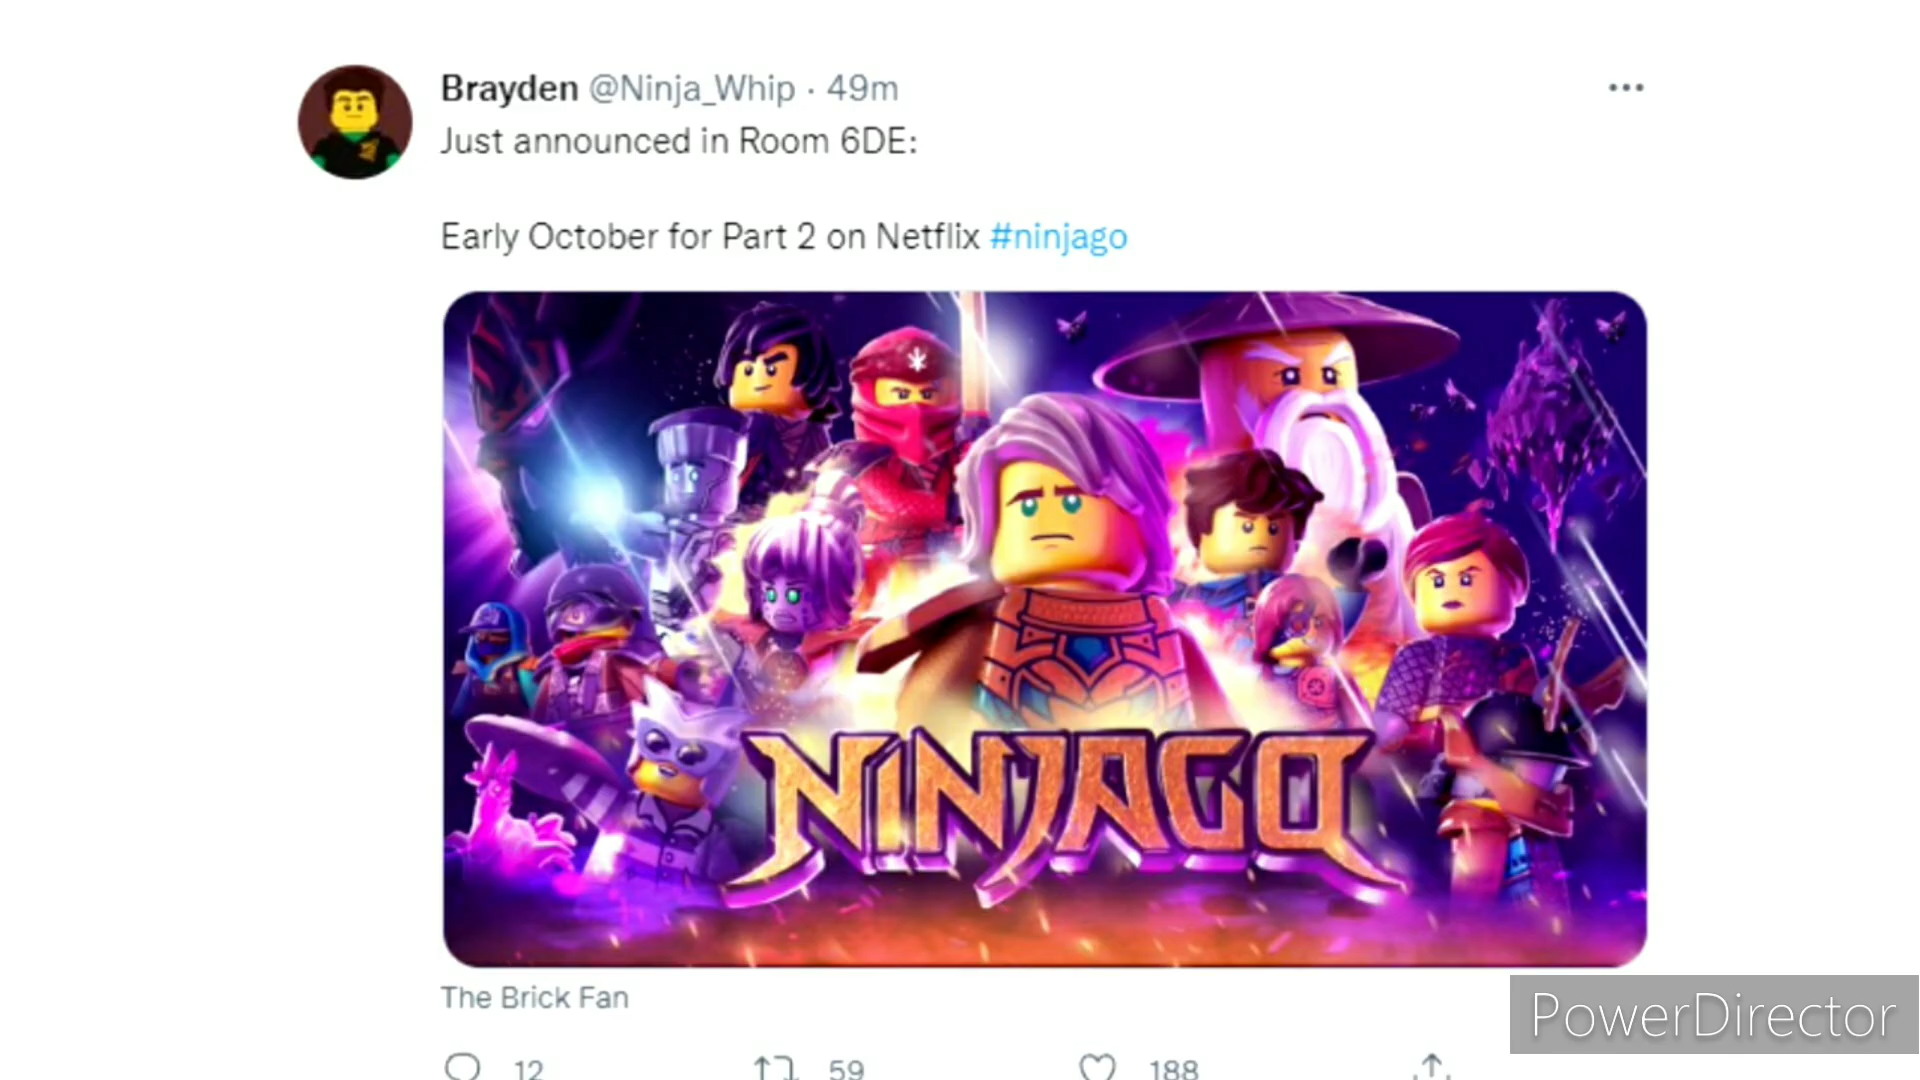 Brayden @Ninja_Whip · 49m
Just announced in Room 6DE:
Early October for Part 2 on Netflix #ninjago
NINJAGO
The Brick Fan
12 59 188
PowerDirector